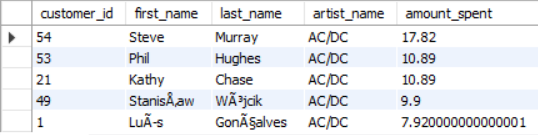 customer_id first_name last_name artist_name amount_spent
54 Steve Murray AC/DC 17.82
53 Phil Hughes AC/DC 10.89
21 Kathy Chase AC/DC 10.89
49 StanisÅ‚aw WÃ³jcik AC/DC 9.9
1 LuÃ-s GonÃ§alves AC/DC 7.920000000000001